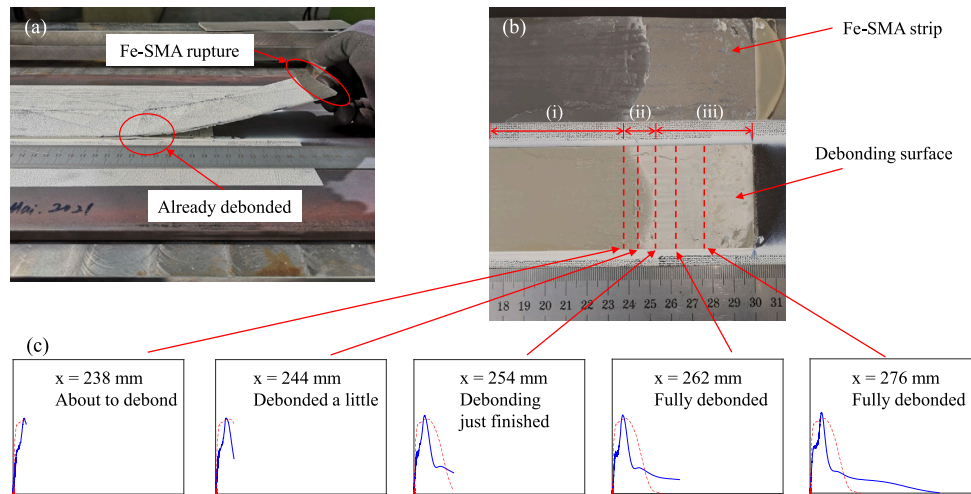 (a)
Fe-SMA rupture
Already debonded
Mai. 2021
(b)
Fe-SMA strip
(i)
(ii)
(iii)
Debonding surface
18 19 20 21 22 23 24 25 26 27 28 29 30 31
(c)
x = 238 mm
About to debond
x = 244 mm
Debonded a little
x = 254 mm
Debonding
just finished
x = 262 mm
Fully debonded
x = 276 mm
Fully debonded